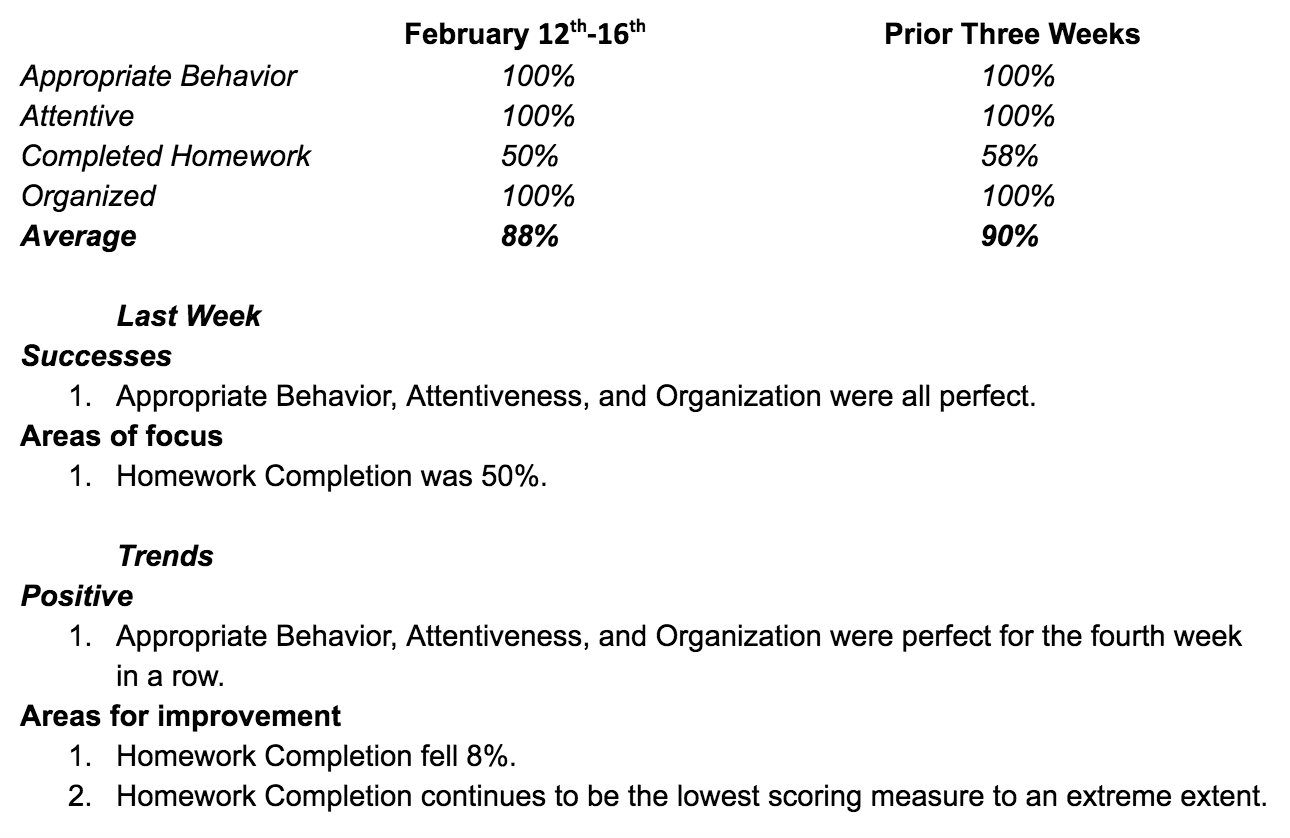 February 12th-16th Prior Three Weeks
Appropriate Behavior 100% 100%
Attentive 100% 100%
Completed Homework 50% 58%
Organized 100% 100%
Average 88% 90%
Last Week
Successes
1. Appropriate Behavior, Attentiveness, and Organization were all perfect.
Areas of focus
1. Homework Completion was 50%.
Trends
Positive
1. Appropriate Behavior, Attentiveness, and Organization were perfect for the fourth week
in a row.
Areas for improvement
1. Homework Completion fell 8%.
2. Homework Completion continues to be the lowest scoring measure to an extreme extent.